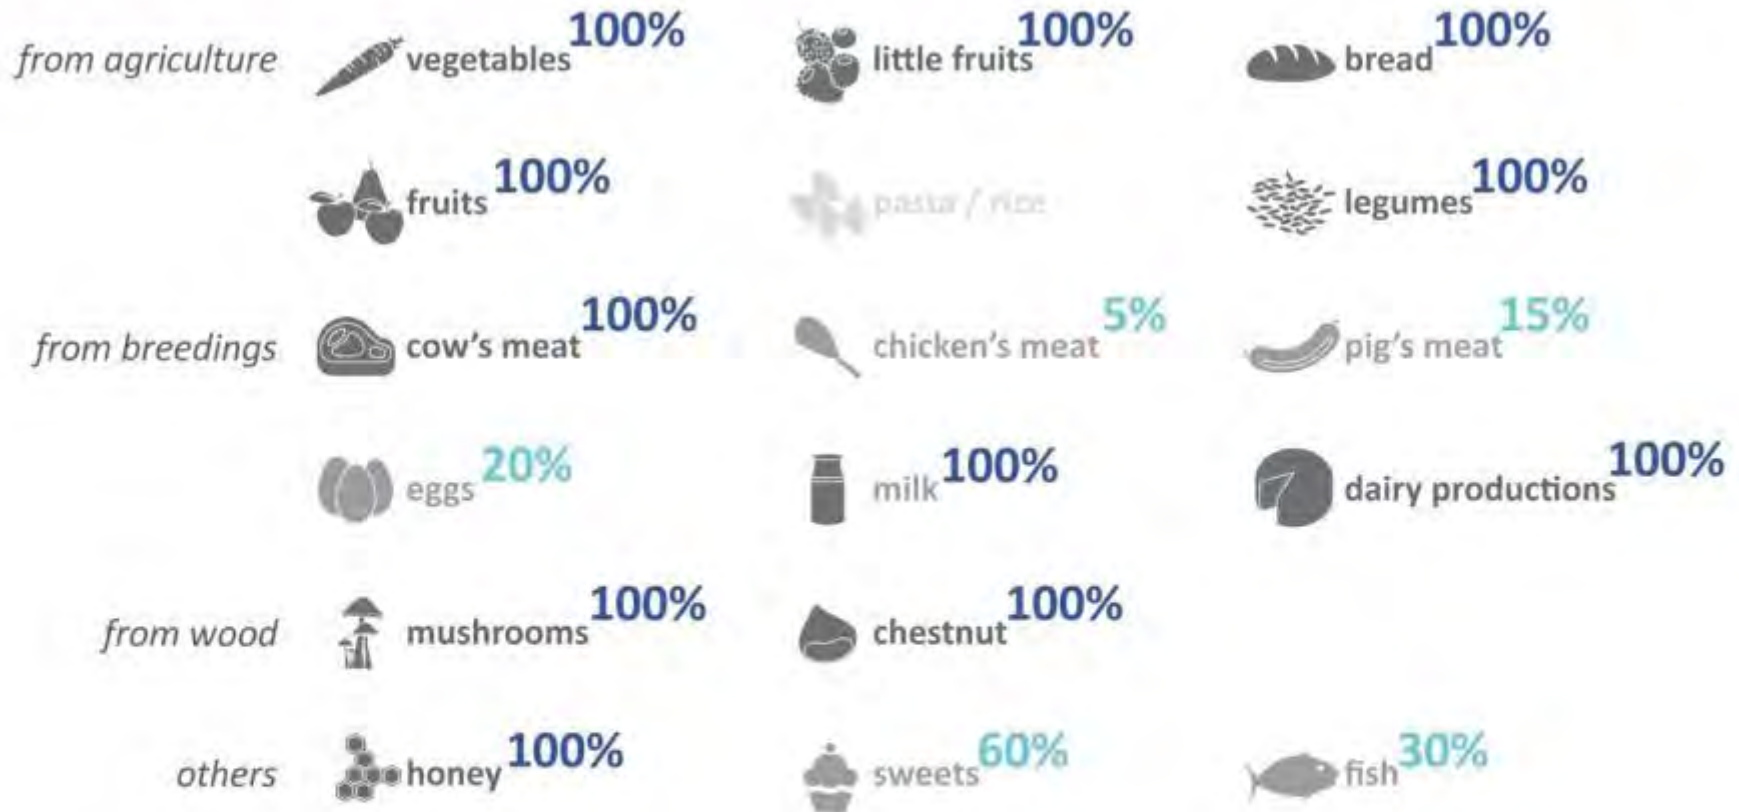 from agriculture vegetables 100% little fruits 100% bread 100%
fruits 100% pasta / rice legumes 100%
from breedings cow's meat 100% chicken's meat 5% pig's meat 15%
eggs 20% milk 100% dairy productions 100%
from wood mushrooms 100% chestnut 100%
others honey 100% sweets 60% fish 30%